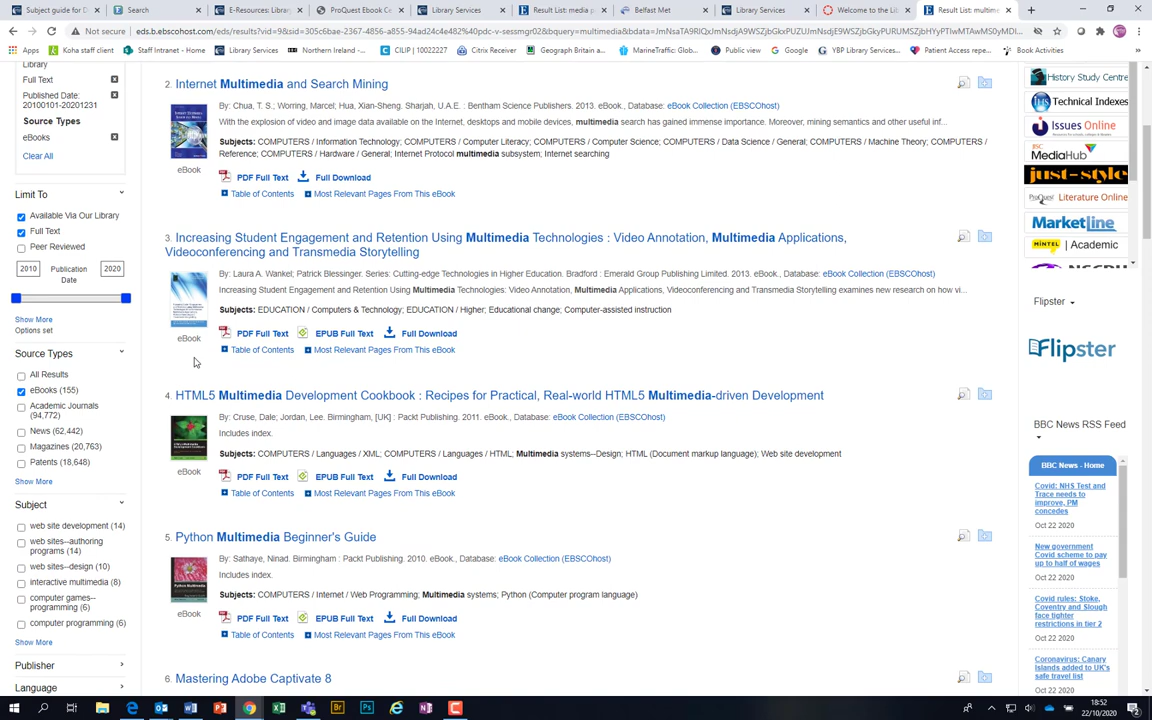 Subject guide for D
Search
E-Resources: Librar
ProQuest Ebook Ce
Library Services
Result List: media p
Belfast Met
Library Services
Welcome to the Lib
Result List: multime
Not secure
eds.b.ebscohost.com/eds/results?vid=9&sid=305c6bae-2367-4856-a855-94ad24c4e482%40pdc-v-sessmgr02&bquery=multimedia&bdata=
Apps
Koha staff client
Staff Intranet - Home
Library Services
Northern Ireland -...
CILIP | 10022227
Citrix Receiver
Geograph Britain a...
MarineTraffic Globa...
Public view
Google
YBP Library Services...
Patient Access repe...
Book Activities
Library
Full Text
Published Date:
20100101-20201231
Source Types
eBooks
Clear All
Limit To
Available Via Our Library
Full Text
Peer Reviewed
2010
Publication
Date
2020
Show More
Options set
Source Types
All Results
eBooks (155)
Academic Journals
(94,772)
News (62,442)
Magazines (20,763)
Patents (18,648)
Show More
Subject
web site development (14)
web sites--authoring
programs (14)
web sites--design (10)
interactive multimedia (8)
computer games--
programming (6)
computer programming (6)
Show More
Publisher
Language
2. Internet Multimedia and Search Mining
By: Chua, T. S.; Worring, Marcel; Hua, Xian-Sheng. Sharjah, U.A.E. : Bentham Science Publishers. 2013. eBook., Database: eBook Collection (EBSCOhost)
With the explosion of video and image data available on the Internet, desktops and mobile devices, multimedia search has gained immense importance. Moreover, mining semantics and other useful inf...
Subjects: COMPUTERS / Information Technology; COMPUTERS / Computer Literacy; COMPUTERS / Computer Science; COMPUTERS / Data Science / General; COMPUTERS / Machine Theory; COMPUTERS /
Reference; COMPUTERS / Hardware / General; Internet Protocol multimedia subsystem; Internet searching
eBook
PDF Full Text
Full Download
Table of Contents
Most Relevant Pages From This eBook
3. Increasing Student Engagement and Retention Using Multimedia Technologies : Video Annotation, Multimedia Applications,
Videoconferencing and Transmedia Storytelling
By: Laura A. Wankel; Patrick Blessinger. Series: Cutting-edge Technologies in Higher Education. Bradford : Emerald Group Publishing Limited. 2013. eBook., Database: eBook Collection (EBSCOhost)
Increasing Student Engagement and Retention Using Multimedia Technologies: Video Annotation, Multimedia Applications, Videoconferencing and Transmedia Storytelling examines new research on how vi...
Subjects: EDUCATION / Computers & Technology; EDUCATION / Higher; Educational change; Computer-assisted instruction
eBook
PDF Full Text
EPUB Full Text
Full Download
Table of Contents
Most Relevant Pages From This eBook
4. HTML5 Multimedia Development Cookbook : Recipes for Practical, Real-world HTML5 Multimedia-driven Development
By: Cruse, Dale; Jordan, Lee. Birmingham, [UK] : Packt Publishing. 2011. eBook., Database: eBook Collection (EBSCOhost)
Includes index.
Subjects: COMPUTERS / Languages / XML; COMPUTERS / Languages / HTML; Multimedia systems--Design; HTML (Document markup language); Web site development
eBook
PDF Full Text
EPUB Full Text
Full Download
Table of Contents
Most Relevant Pages From This eBook
5. Python Multimedia Beginner's Guide
By: Sathaye, Ninad. Birmingham : Packt Publishing. 2010. eBook., Database: eBook Collection (EBSCOhost)
Includes index.
Subjects: COMPUTERS / Internet / Web Programming; Multimedia systems; Python (Computer program language)
eBook
PDF Full Text
EPUB Full Text
Full Download
Table of Contents
Most Relevant Pages From This eBook
6. Mastering Adobe Captivate 8
History Study Centre
IHS Technical Indexes
Issues Online
JISC
MediaHub
just-style
ProQuest Literature Online
MarketLine
MINTEL | Academic
Flipster
Flipster
BBC News RSS Feed
BBC News - Home
Covid: NHS Test and
Trace needs to
improve, PM
concedes
Oct 22 2020
New government
Covid scheme to pay
up to half of wages
Oct 22 2020
Covid rules: Stoke,
Coventry and Slough
face tighter
restrictions in tier 2
Oct 22 2020
Coronavirus: Canary
Islands added to UK's
safe travel list
Oct 22 2020
18:52
22/10/2020